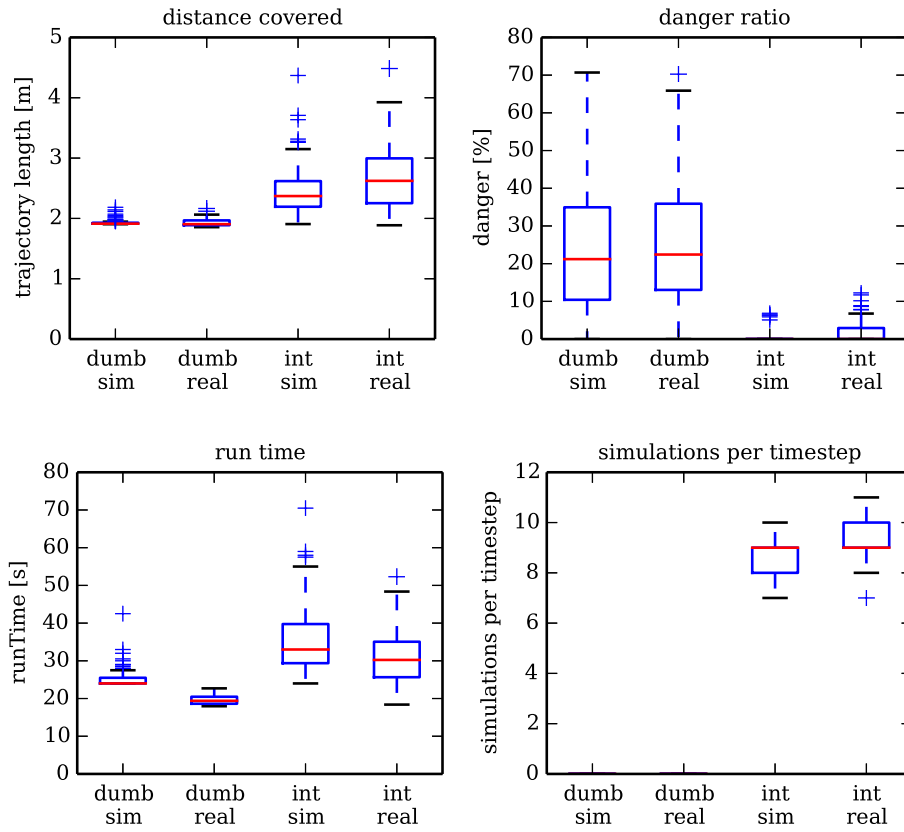 distance covered
trajectory length [m]
5
4
3
2
1
0
dumb sim
dumb real
int sim
int real
danger ratio
danger [%]
80
70
60
50
40
30
20
10
0
dumb sim
dumb real
int sim
int real
run time
runTime [s]
80
70
60
50
40
30
20
10
0
dumb sim
dumb real
int sim
int real
simulations per timestep
simulations per timestep
12
10
8
6
4
2
0
dumb sim
dumb real
int sim
int real